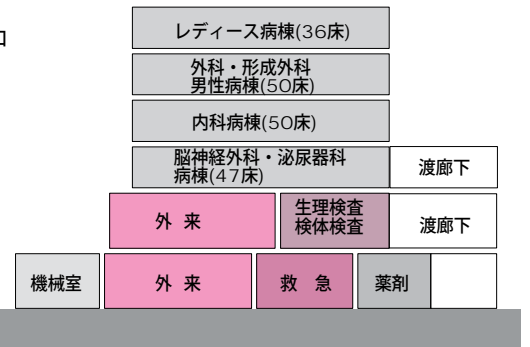 レディース病棟(36床)
外科・形成外科
男性病棟(50床)
内科病棟(50床)
脳神経外科・泌尿器科
病棟(47床)
渡廊下
外 来
生理検査
検体検査
渡廊下
機械室
外 来
救 急
薬剤